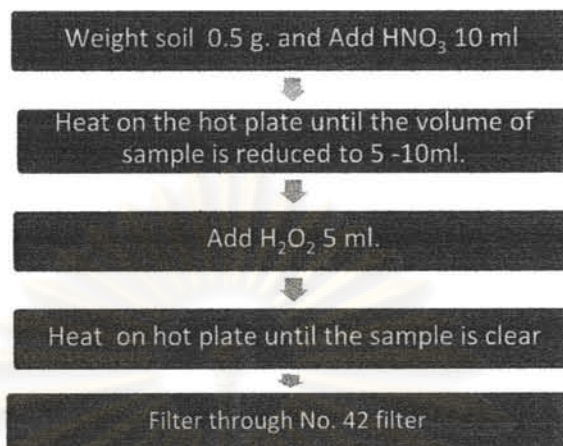 Weight soil 0.5 g. and Add HNO₃ 10 ml
Heat on the hot plate until the volume of
sample is reduced to 5 -10ml.
Add H₂O₂ 5 ml.
Heat on hot plate until the sample is clear
Filter through No. 42 filter